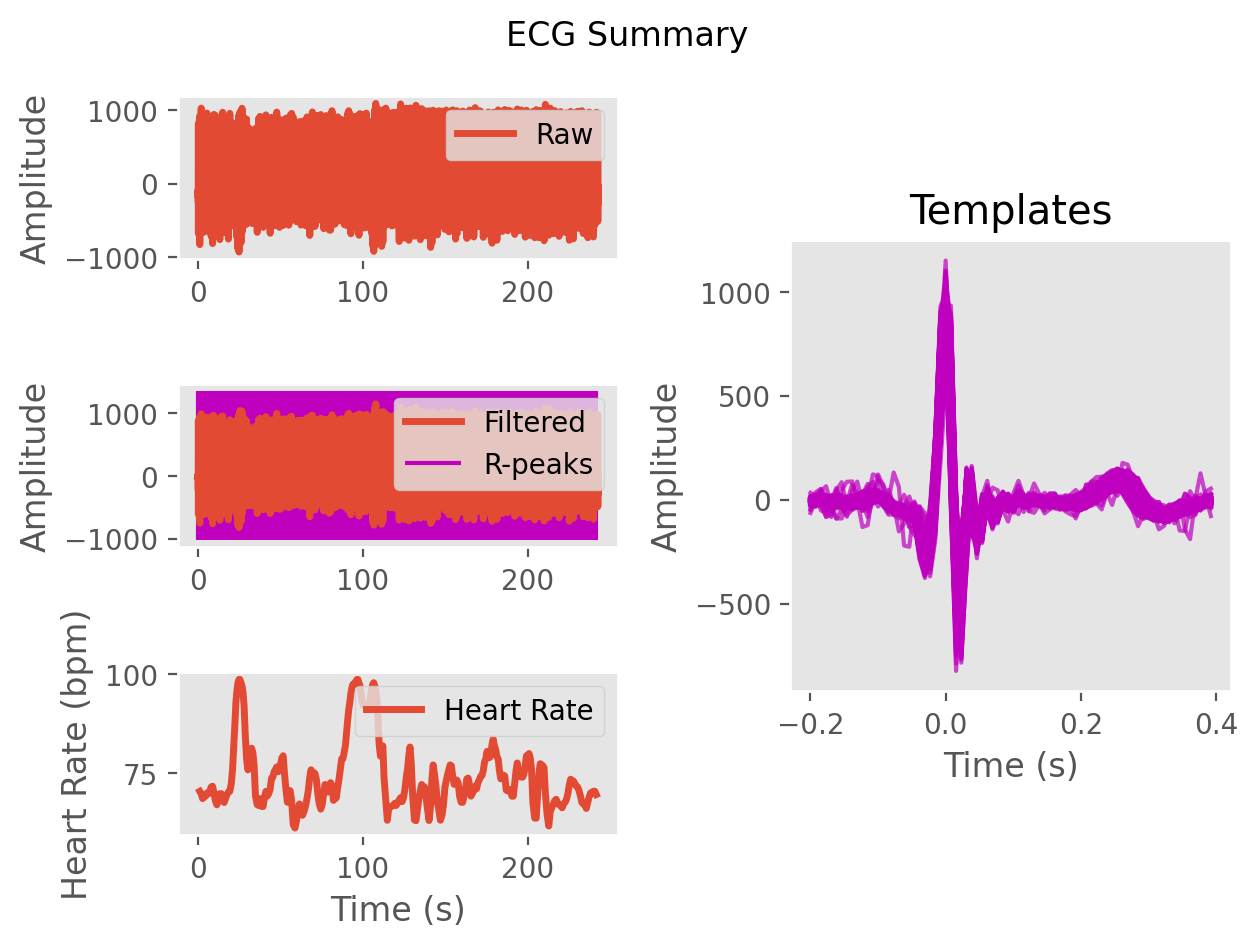 ECG Summary
Amplitude
1000
0
−1000
Raw
0
100
200
Amplitude
1000
0
−1000
Filtered
R-peaks
0
100
200
Heart Rate (bpm)
100
75
Heart Rate
0
100
200
Time (s)
Templates
Amplitude
1000
500
0
−500
−0.2
0.0
0.2
0.4
Time (s)